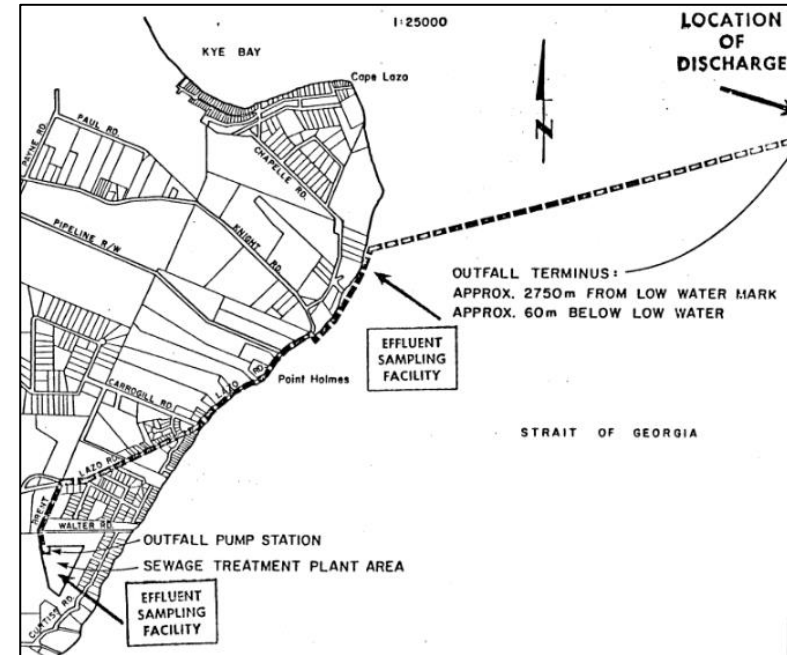 1:25000
LOCATION
OF
DISCHARGE
KYE BAY
Cape Lazo
N
PAUL RD.
PAYNE RD
CHAPELLE RD.
KNIGHT RD.
PIPELINE R/W
OUTFALL TERMINUS:
APPROX. 2750m FROM LOW WATER MARK
APPROX. 60m BELOW LOW WATER
EFFLUENT
SAMPLING
FACILITY
Point Holmes
LAZO
RD
CARROGILL RD.
STRAIT OF GEORGIA
LAZO RD.
BRENT
WALTER RD.
OUTFALL PUMP STATION
SEWAGE TREATMENT PLANT AREA
EFFLUENT
SAMPLING
FACILITY
CURTISS RD.